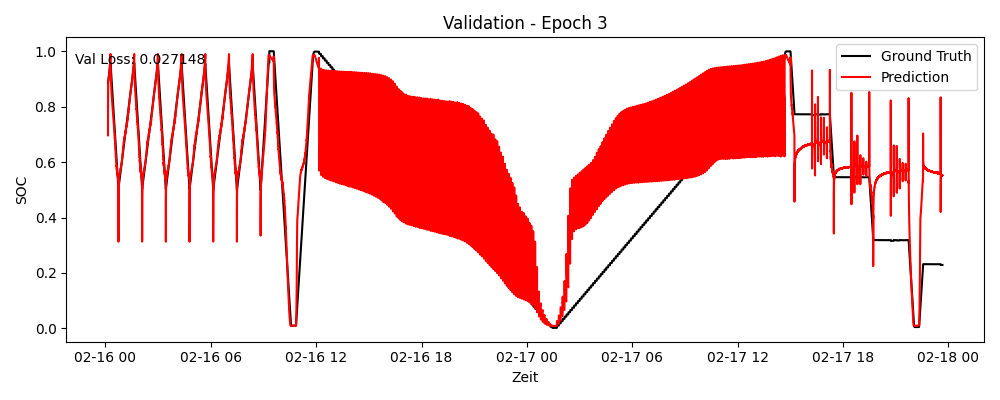 Validation - Epoch 3
Val Loss: 0.027148
Ground Truth
Prediction
SOC
1.0
0.8
0.6
0.4
0.2
0.0
02-16 00
02-16 06
02-16 12
02-16 18
02-17 00
02-17 06
02-17 12
02-17 18
02-18 00
Zeit